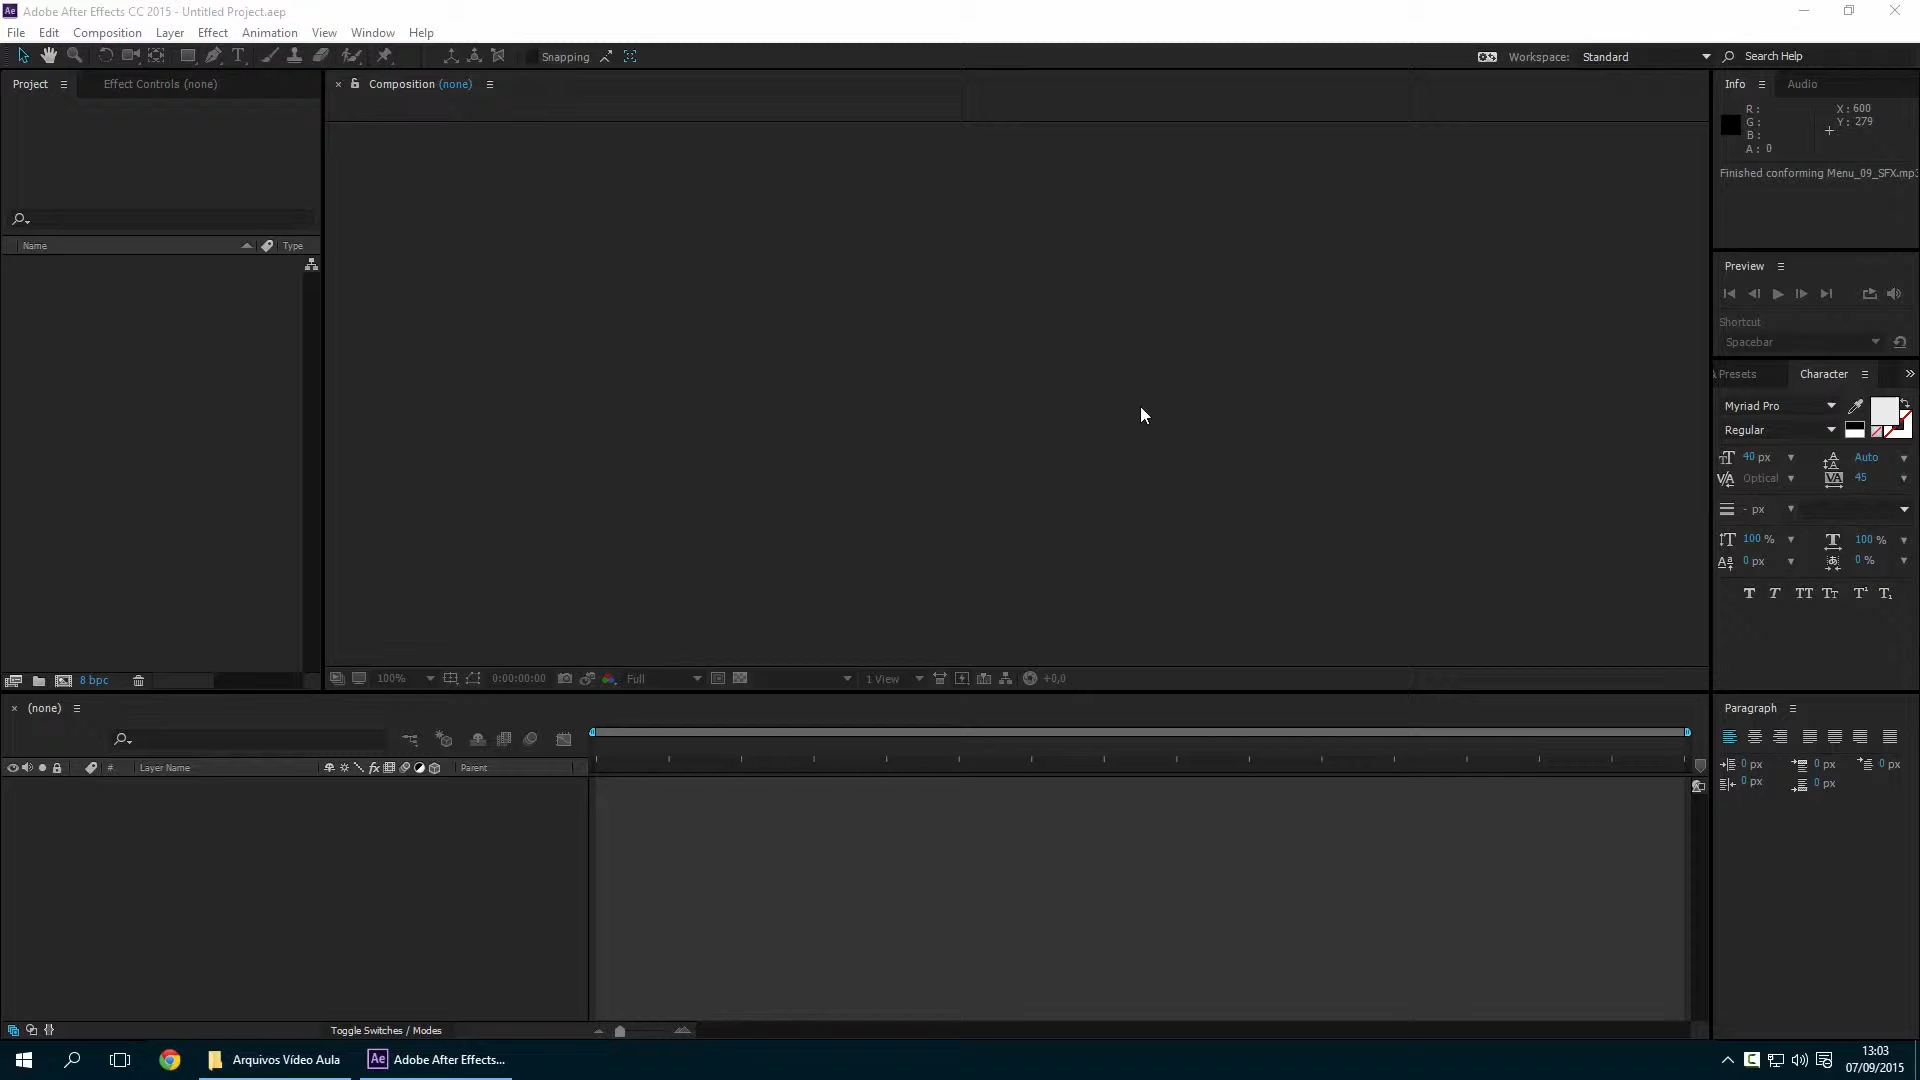 Adobe After Effects CC 2015 - Untitled Project.aep
File Edit Composition Layer Effect Animation View Window Help
Snapping
Workspace: Standard
Search Help
Project
Effect Controls (none)
Composition (none)
Info
Audio
R :
G :
B :
A : 0
X : 600
Y : 279
Finished conforming Menu_09_SFX.mp3
Name
Type
Preview
Shortcut
Spacebar
Presets
Character
Myriad Pro
Regular
40 px
Auto
Optical
45
- px
100 %
100 %
0 px
0 %
8 bpc
100%
0:00:00:00
Full
1 View
+0,0
(none)
# Layer Name
Parent
Paragraph
0 px
0 px
0 px
0 px
0 px
Toggle Switches / Modes
Arquivos Vídeo Aula
Adobe After Effects...
13:03
07/09/2015